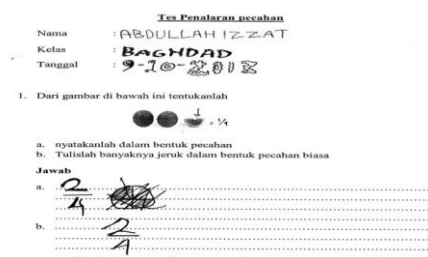 Tes Penalaran pecahan
Nama : ABDULLAH IZZAT
Kelas : BAGHDAD
Tanggal : 9-10-2018
1. Dari gambar di bawah ini tentukanlah
= 1/4
a. nyatakanlah dalam bentuk pecahan
b. Tulislah banyaknya jeruk dalam bentuk pecahan biasa
Jawab
a. 2/4
b. 2/4